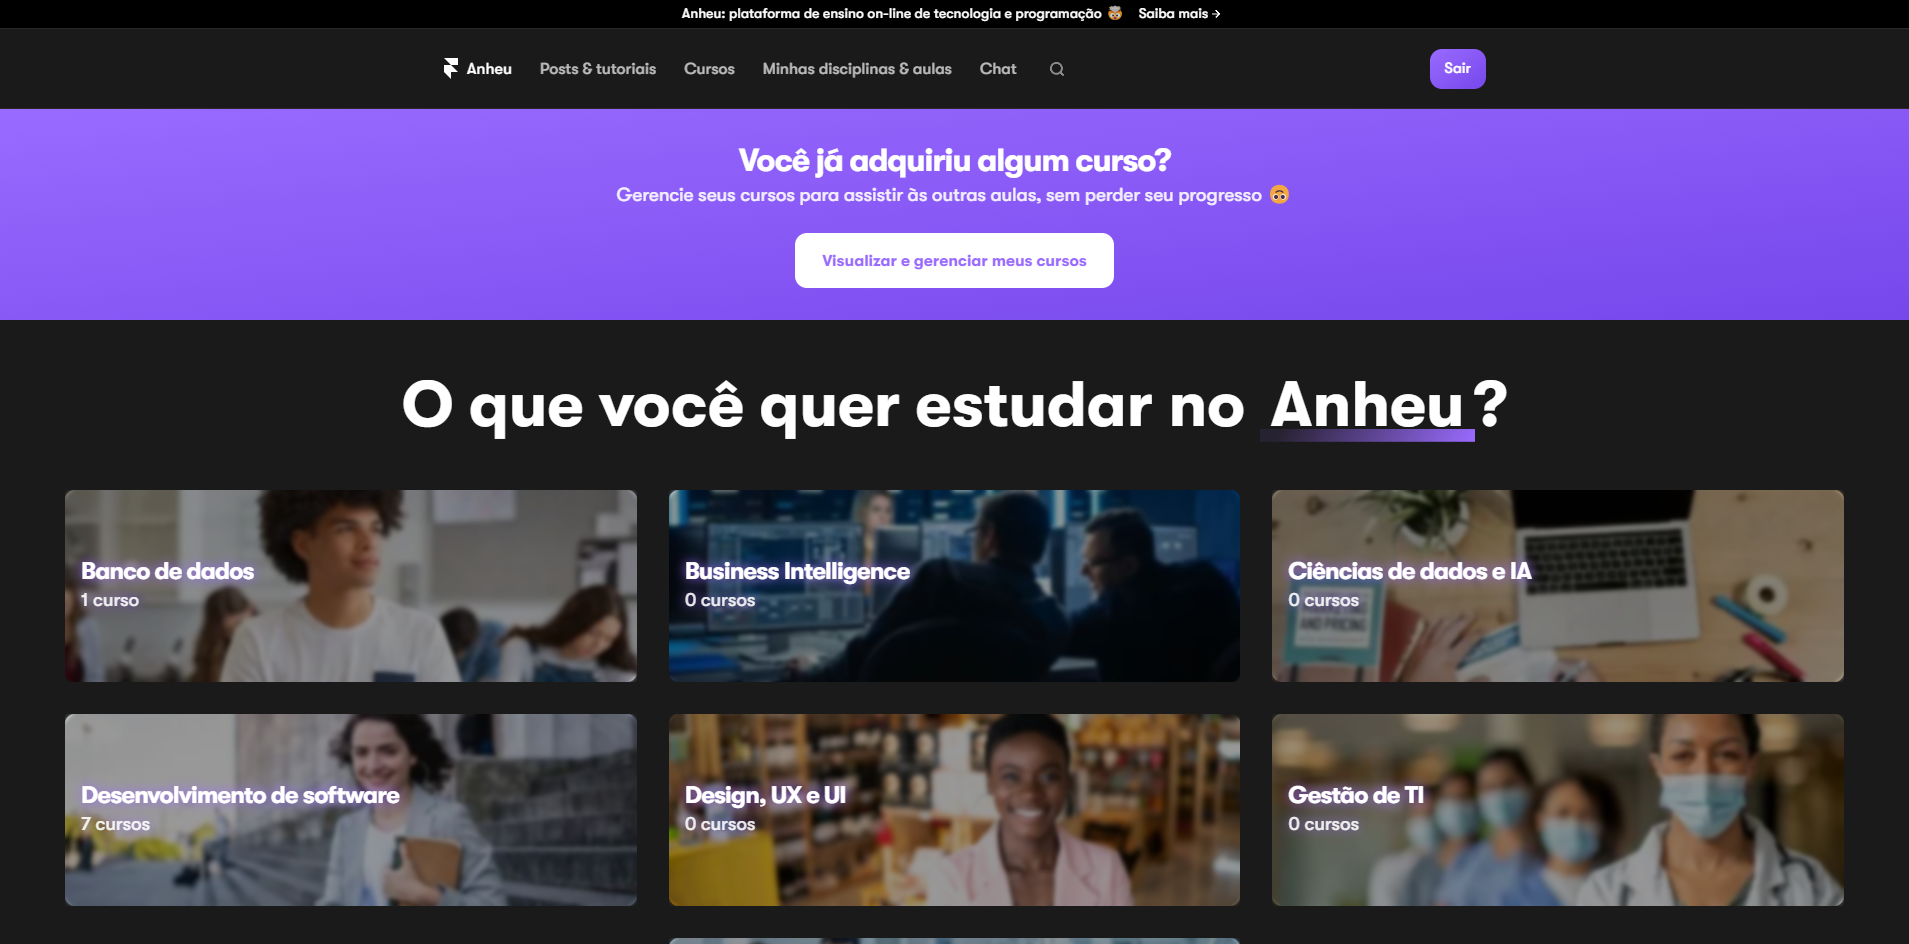 Anheu: plataforma de ensino on-line de tecnologia e programação 🤯 Saiba mais →
Anheu Posts & tutoriais Cursos Minhas disciplinas & aulas Chat Sair
Você já adquiriu algum curso?
Gerencie seus cursos para assistir às outras aulas, sem perder seu progresso 🙃
Visualizar e gerenciar meus cursos
O que você quer estudar no Anheu?
Banco de dados
1 curso
Business Intelligence
0 cursos
Ciências de dados e IA
0 cursos
AND PRICING
Desenvolvimento de software
7 cursos
Design, UX e UI
0 cursos
Gestão de TI
0 cursos